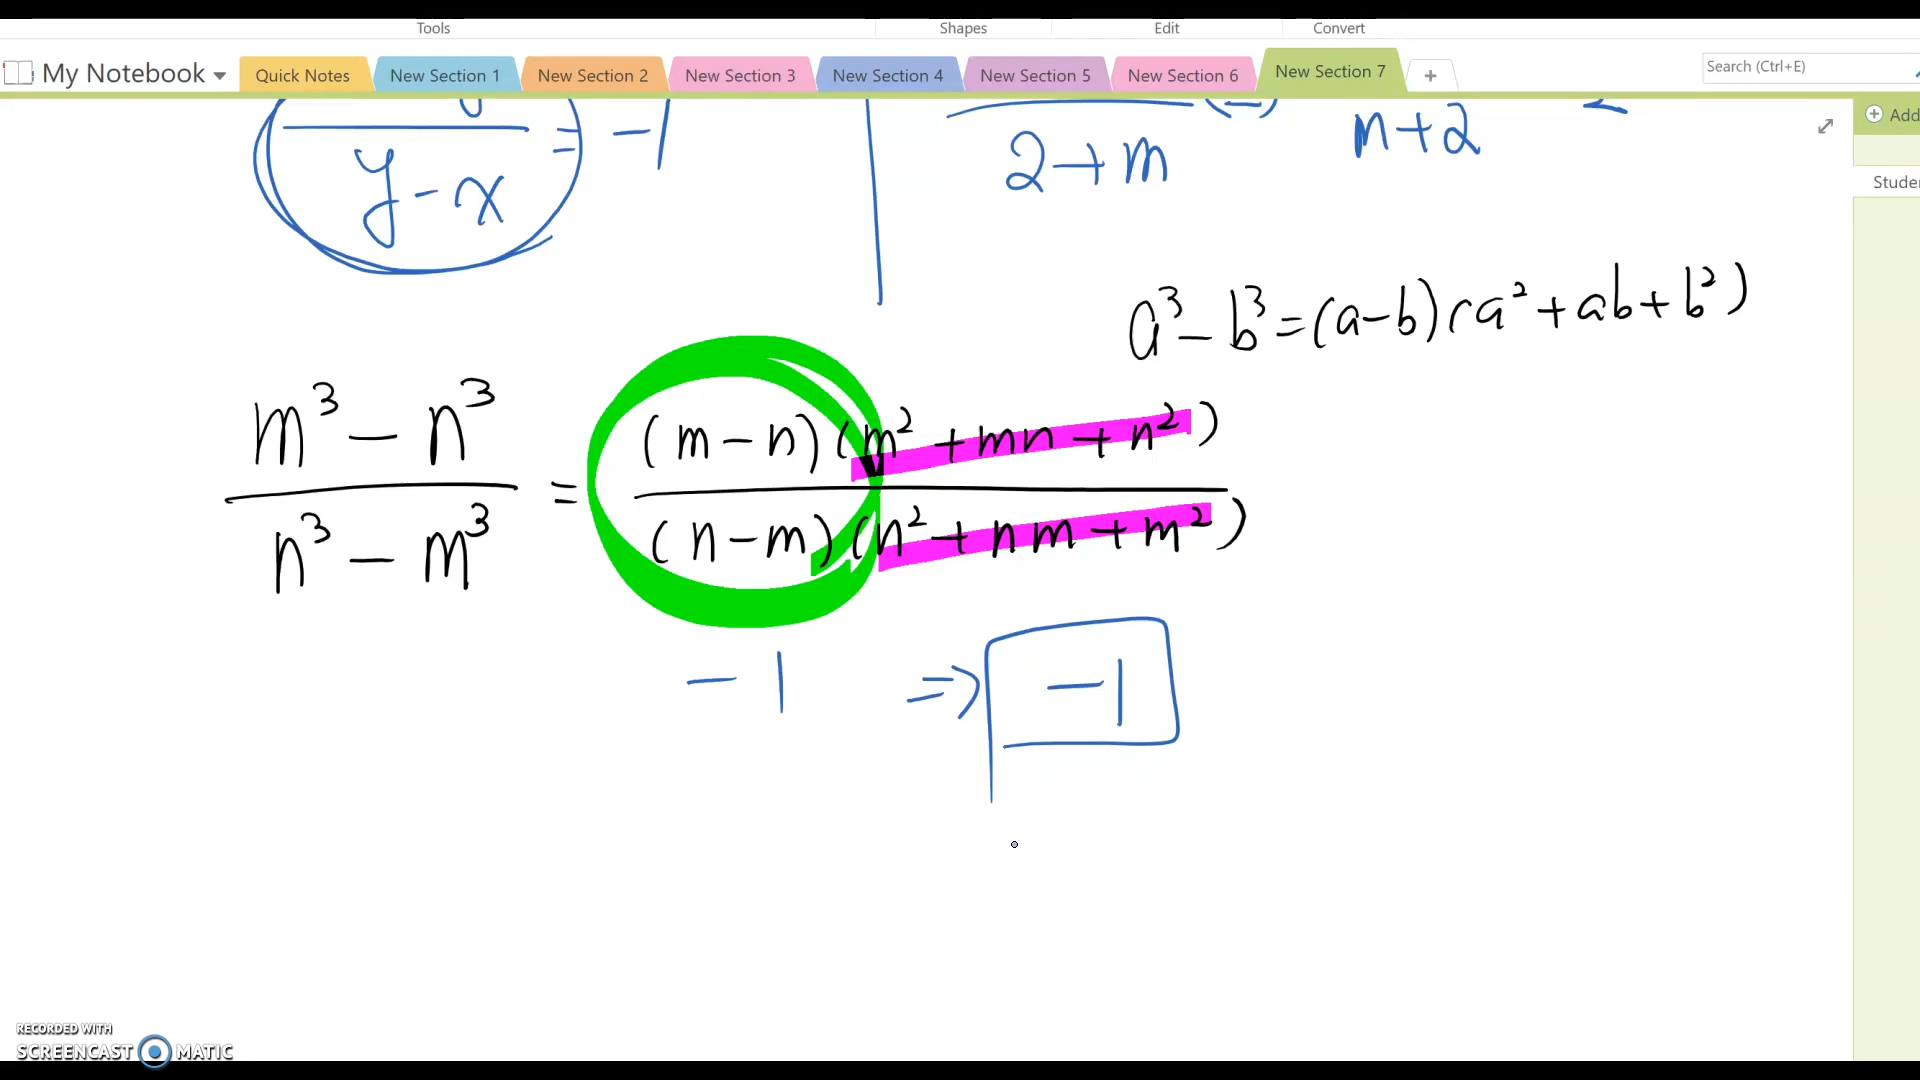 Tools Shapes Edit Convert
My Notebook Quick Notes New Section 1 New Section 2 New Section 3 New Section 4 New Section 5 New Section 6 New Section 7 + Search (Ctrl+E)
Add
Studen
y - x = -1
2 + m
m + 2
a³ - b³ = (a - b)(a² + ab + b²)
m³ - n³
n³ - m³
=
(m - n)(m² + mn + n²)
(n - m)(n² + nm + m²)
-1 ⇒ -1
RECORDED WITH
SCREENCAST MATIC